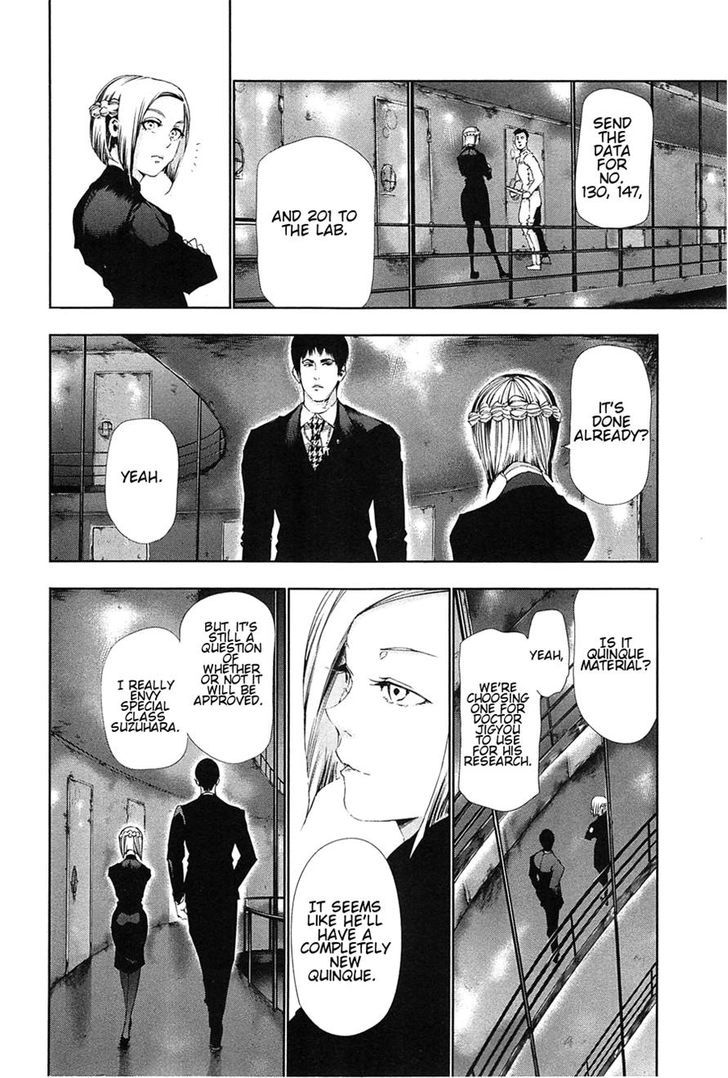 SEND
THE
DATA
FOR
NO.
130, 147,
AND 201 TO
THE LAB.
IT'S
DONE
ALREADY?
YEAH.
IS IT
QUINQUE
MATERIAL?
YEAH,
WE'RE
CHOOSING
ONE FOR
DOCTOR
JIGYOU
TO USE
FOR HIS
RESEARCH.
IT SEEMS
LIKE HE'LL
HAVE A
COMPLETELY
NEW
QUINQUE.
BUT, IT'S
STILL A
QUESTION
OF
WHETHER
OR NOT IT
WILL BE
APPROVED.
I REALLY
ENVY
SPECIAL
CLASS
SUZUHARA.